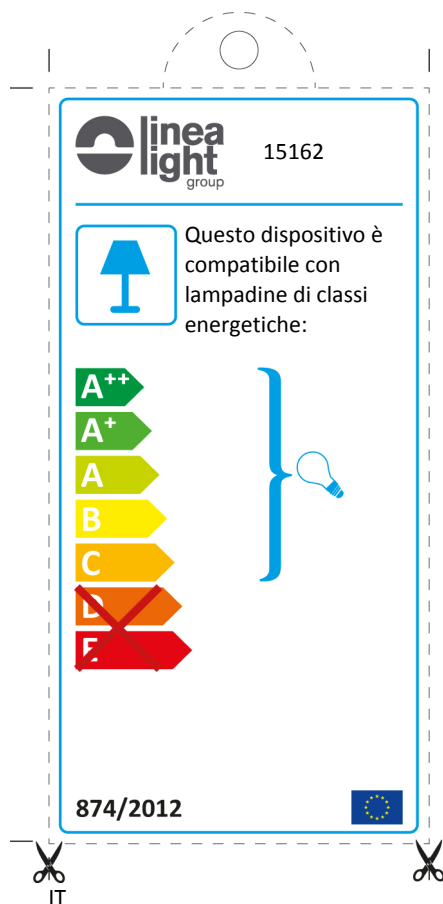 linea
light
group
15162
Questo dispositivo è
compatibile con
lampadine di classi
energetiche:
A++
A+
A
B
C
D
E
874/2012
IT